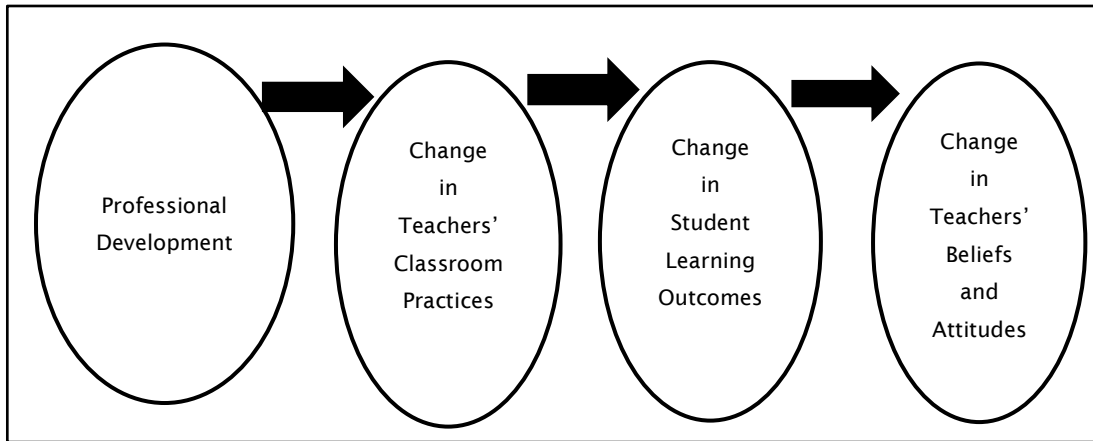 Professional
Development
Change
in
Teachers’
Classroom
Practices
Change
in
Student
Learning
Outcomes
Change
in
Teachers’
Beliefs
and
Attitudes